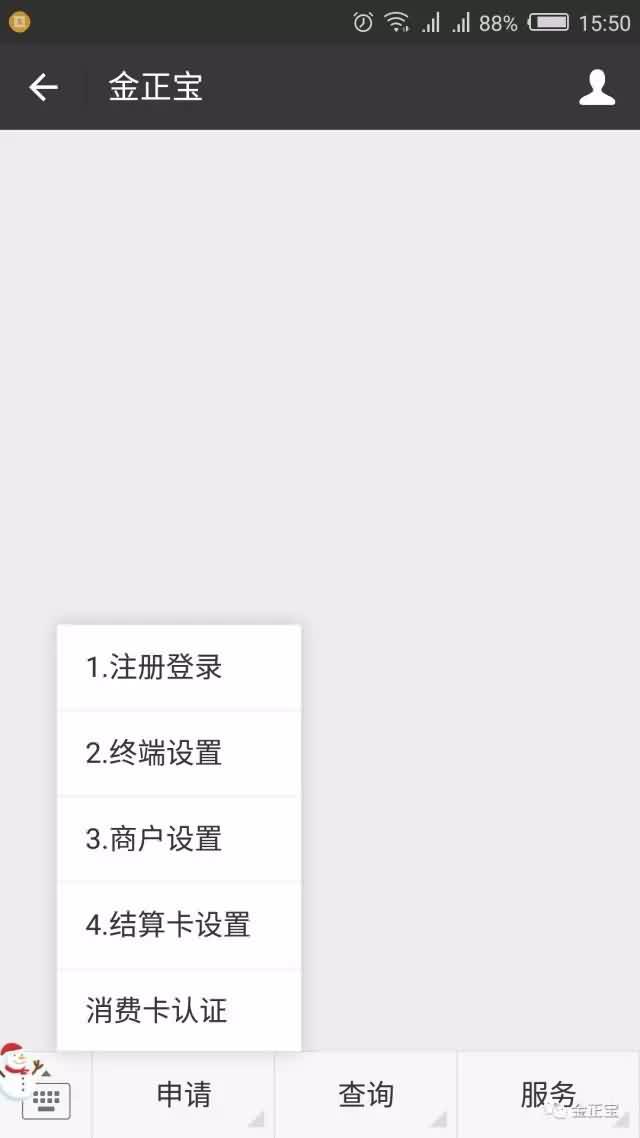 88% 15:50
金正宝
1.注册登录
2.终端设置
3.商户设置
4.结算卡设置
消费卡认证
申请 查询 服务
金正宝